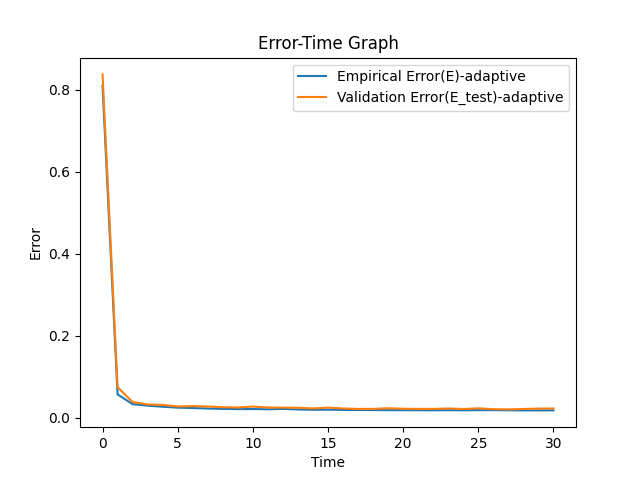 Error-Time Graph
Empirical Error(E)-adaptive
Validation Error(E_test)-adaptive
Error
0.8
0.6
0.4
0.2
0.0
0 5 10 15 20 25 30
Time